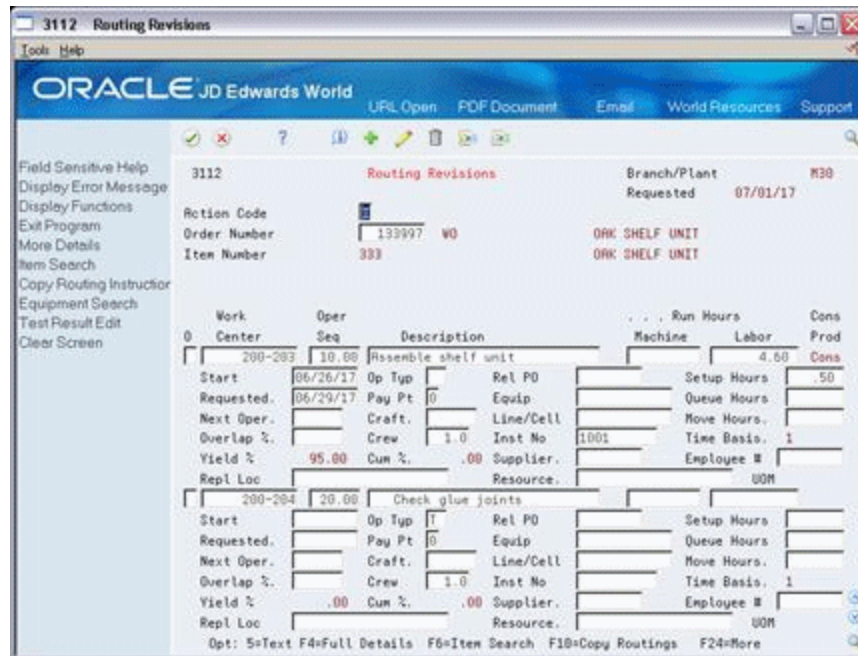 3112 Routing Revisions
Tools Help
ORACLE JD Edwards World
URL Open PDF Document Email World Resources Support
Field Sensitive Help
Display Error Message
Display Functions
Exit Program
More Details
Item Search
Copy Routing Instruction
Equipment Search
Test Result Edit
Clear Screen
3112 Routing Revisions Branch/Plant M30
Requested 07/01/17
Action Code I
Order Number 133997 WO OAK SHELF UNIT
Item Number 333 OAK SHELF UNIT
Work Oper . . . Run Hours Cons
O Center Seq Description Machine Labor Prod
200-203 10.00 Assemble shelf unit 4.60 Cons
Start 06/26/17 Op Typ Rel PO Setup Hours .50
Requested. 06/29/17 Pay Pt 0 Equip Queue Hours
Next Oper. Craft. Line/Cell Move Hours.
Overlap %. Crew 1.0 Inst No 1001 Time Basis. 1
Yield % 95.00 Cum %. .00 Supplier. Employee #
Repl Loc Resource. UOM
200-204 20.00 Check glue joints
Start Op Typ T Rel PO Setup Hours
Requested. Pay Pt 0 Equip Queue Hours
Next Oper. Craft. Line/Cell Move Hours.
Overlap %. Crew 1.0 Inst No Time Basis. 1
Yield % .00 Cum %. .00 Supplier. Employee #
Repl Loc Resource. UOM
Opt: 5=Text F4=Full Details F6=Item Search F10=Copy Routings F24=More